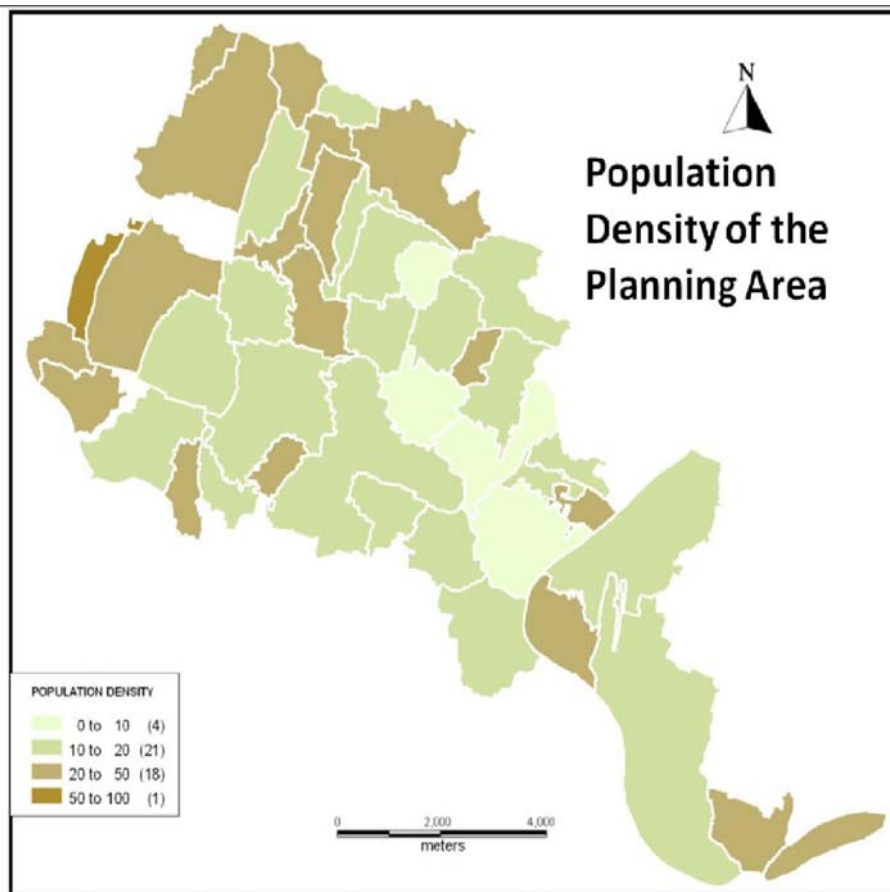 N
Population
Density of the
Planning Area
POPULATION DENSITY
0 to 10 (4)
10 to 20 (21)
20 to 50 (18)
50 to 100 (1)
0 2,000 4,000
meters